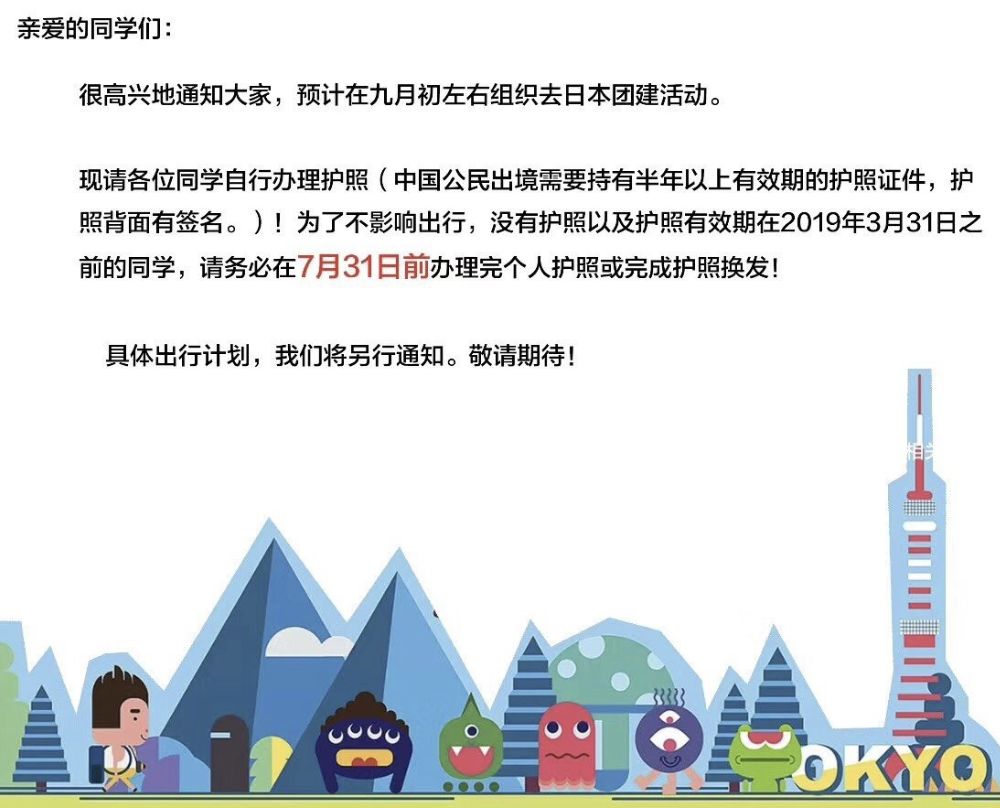 亲爱的同学们：
很高兴地通知大家，预计在九月初左右组织去日本团建活动。
现请各位同学自行办理护照（中国公民出境需要持有半年以上有效期的护照证件，护
照背面有签名。）！为了不影响出行，没有护照以及护照有效期在2019年3月31日之
前的同学，请务必在7月31日前办理完个人护照或完成护照换发！
具体出行计划，我们将另行通知。敬请期待！
相关
OKYO